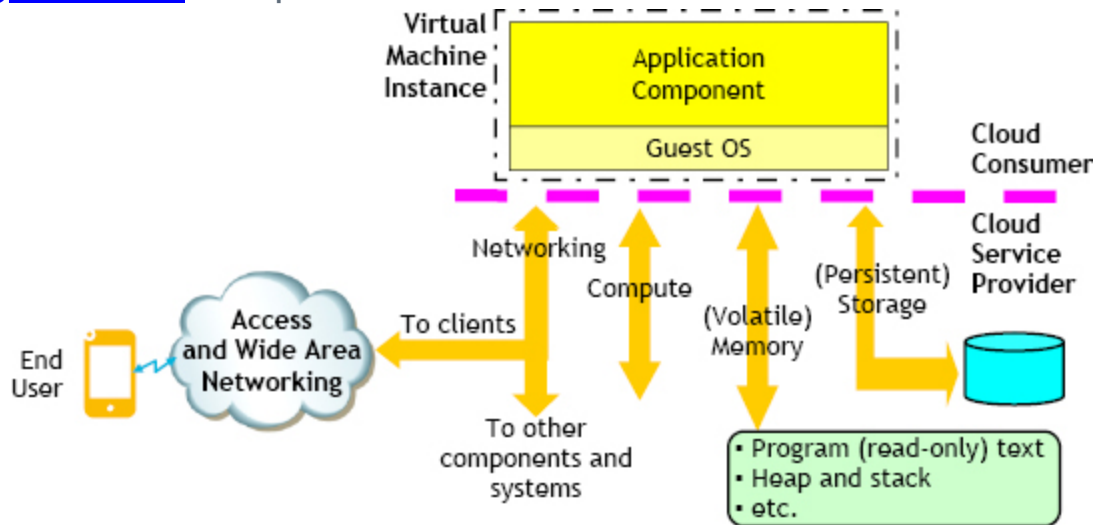 Virtual
Machine
Instance
Application
Component
Guest OS
Cloud
Consumer
Cloud
Service
Provider
Networking
Compute
(Volatile)
Memory
(Persistent)
Storage
To clients
Access
and Wide Area
Networking
End
User
To other
components and
systems
▪ Program (read-only) text
▪ Heap and stack
▪ etc.